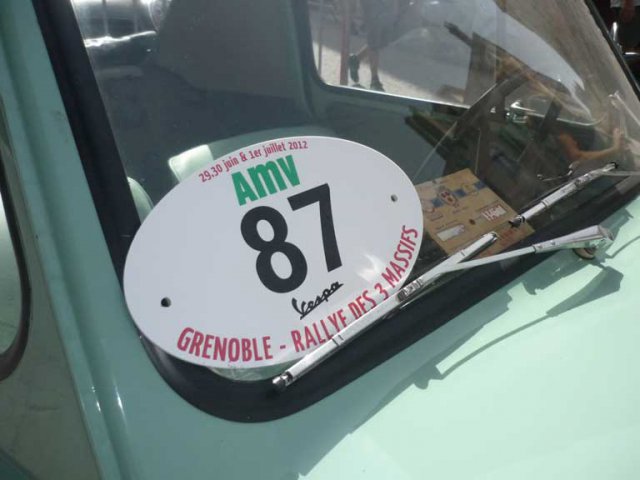 29.30 juin & 1er juillet 2012
AMV
87
Vespa
GRENOBLE - RALLYE DES 3 MASSIFS